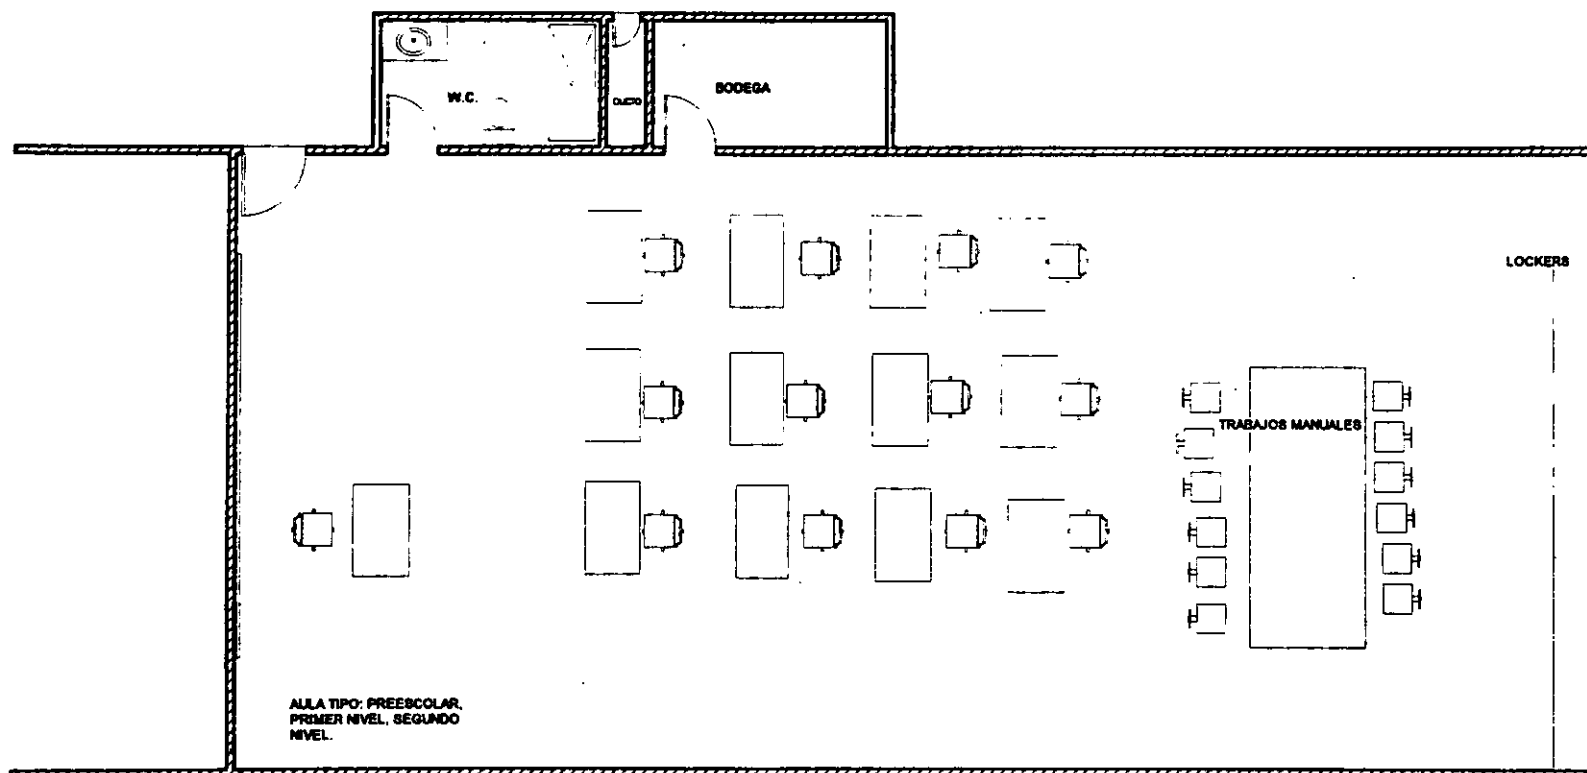 W.C.
DUCTO
BODEGA
LOCKERS
TRABAJOS MANUALES
AULA TIPO: PREESCOLAR,
PRIMER NIVEL, SEGUNDO
NIVEL.